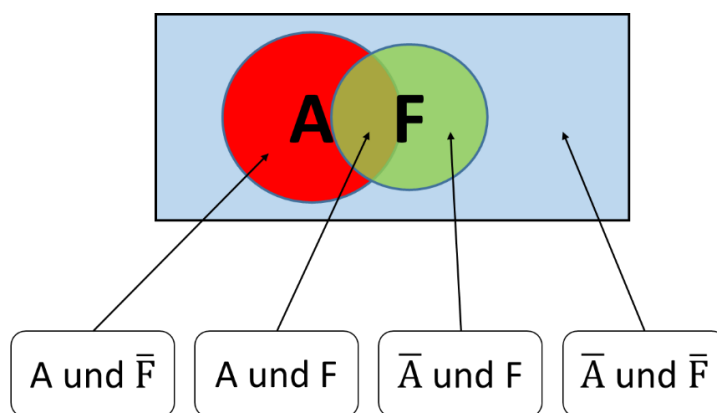 A F
A und F̅
A und F
A̅ und F
A̅ und F̅